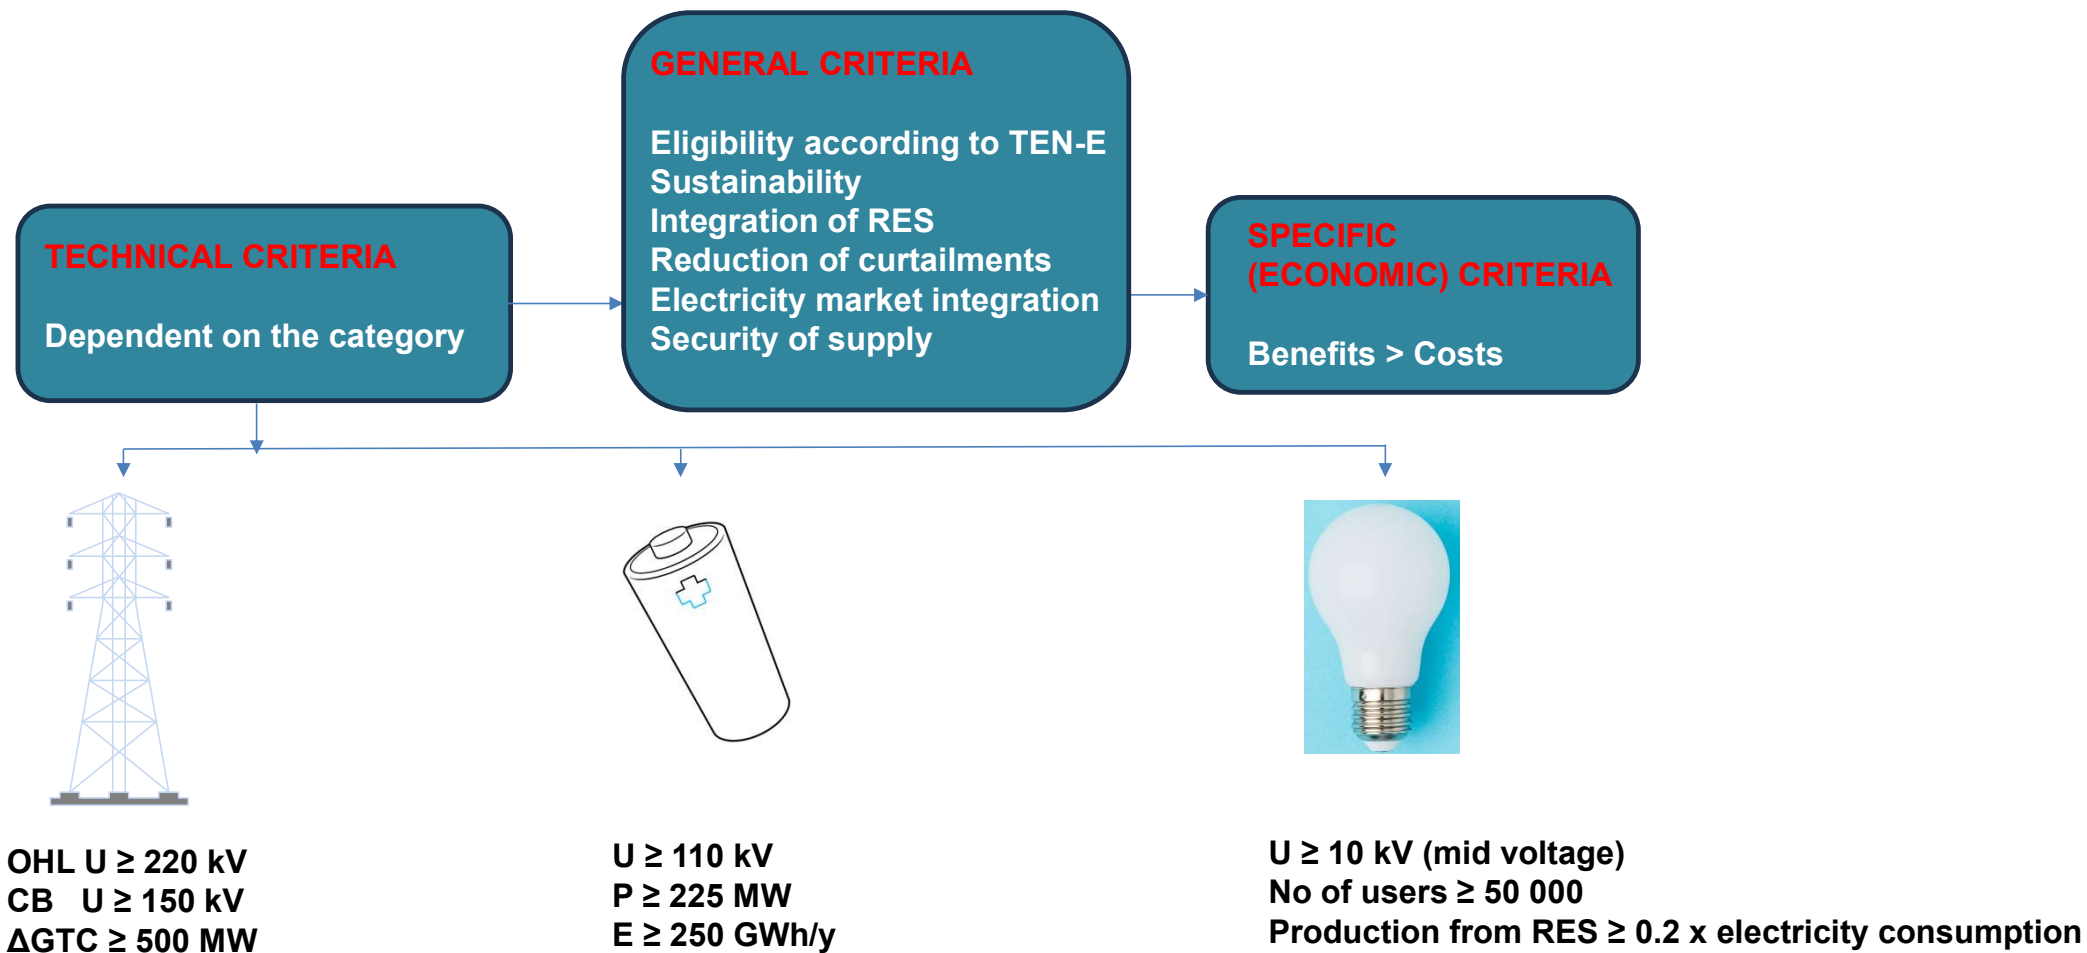 TECHNICAL CRITERIA
Dependent on the category
GENERAL CRITERIA
Eligibility according to TEN-E
Sustainability
Integration of RES
Reduction of curtailments
Electricity market integration
Security of supply
SPECIFIC
(ECONOMIC) CRITERIA
Benefits > Costs
OHL U ≥ 220 kV
CB U ≥ 150 kV
ΔGTC ≥ 500 MW
U ≥ 110 kV
P ≥ 225 MW
E ≥ 250 GWh/y
U ≥ 10 kV (mid voltage)
No of users ≥ 50 000
Production from RES ≥ 0.2 x electricity consumption